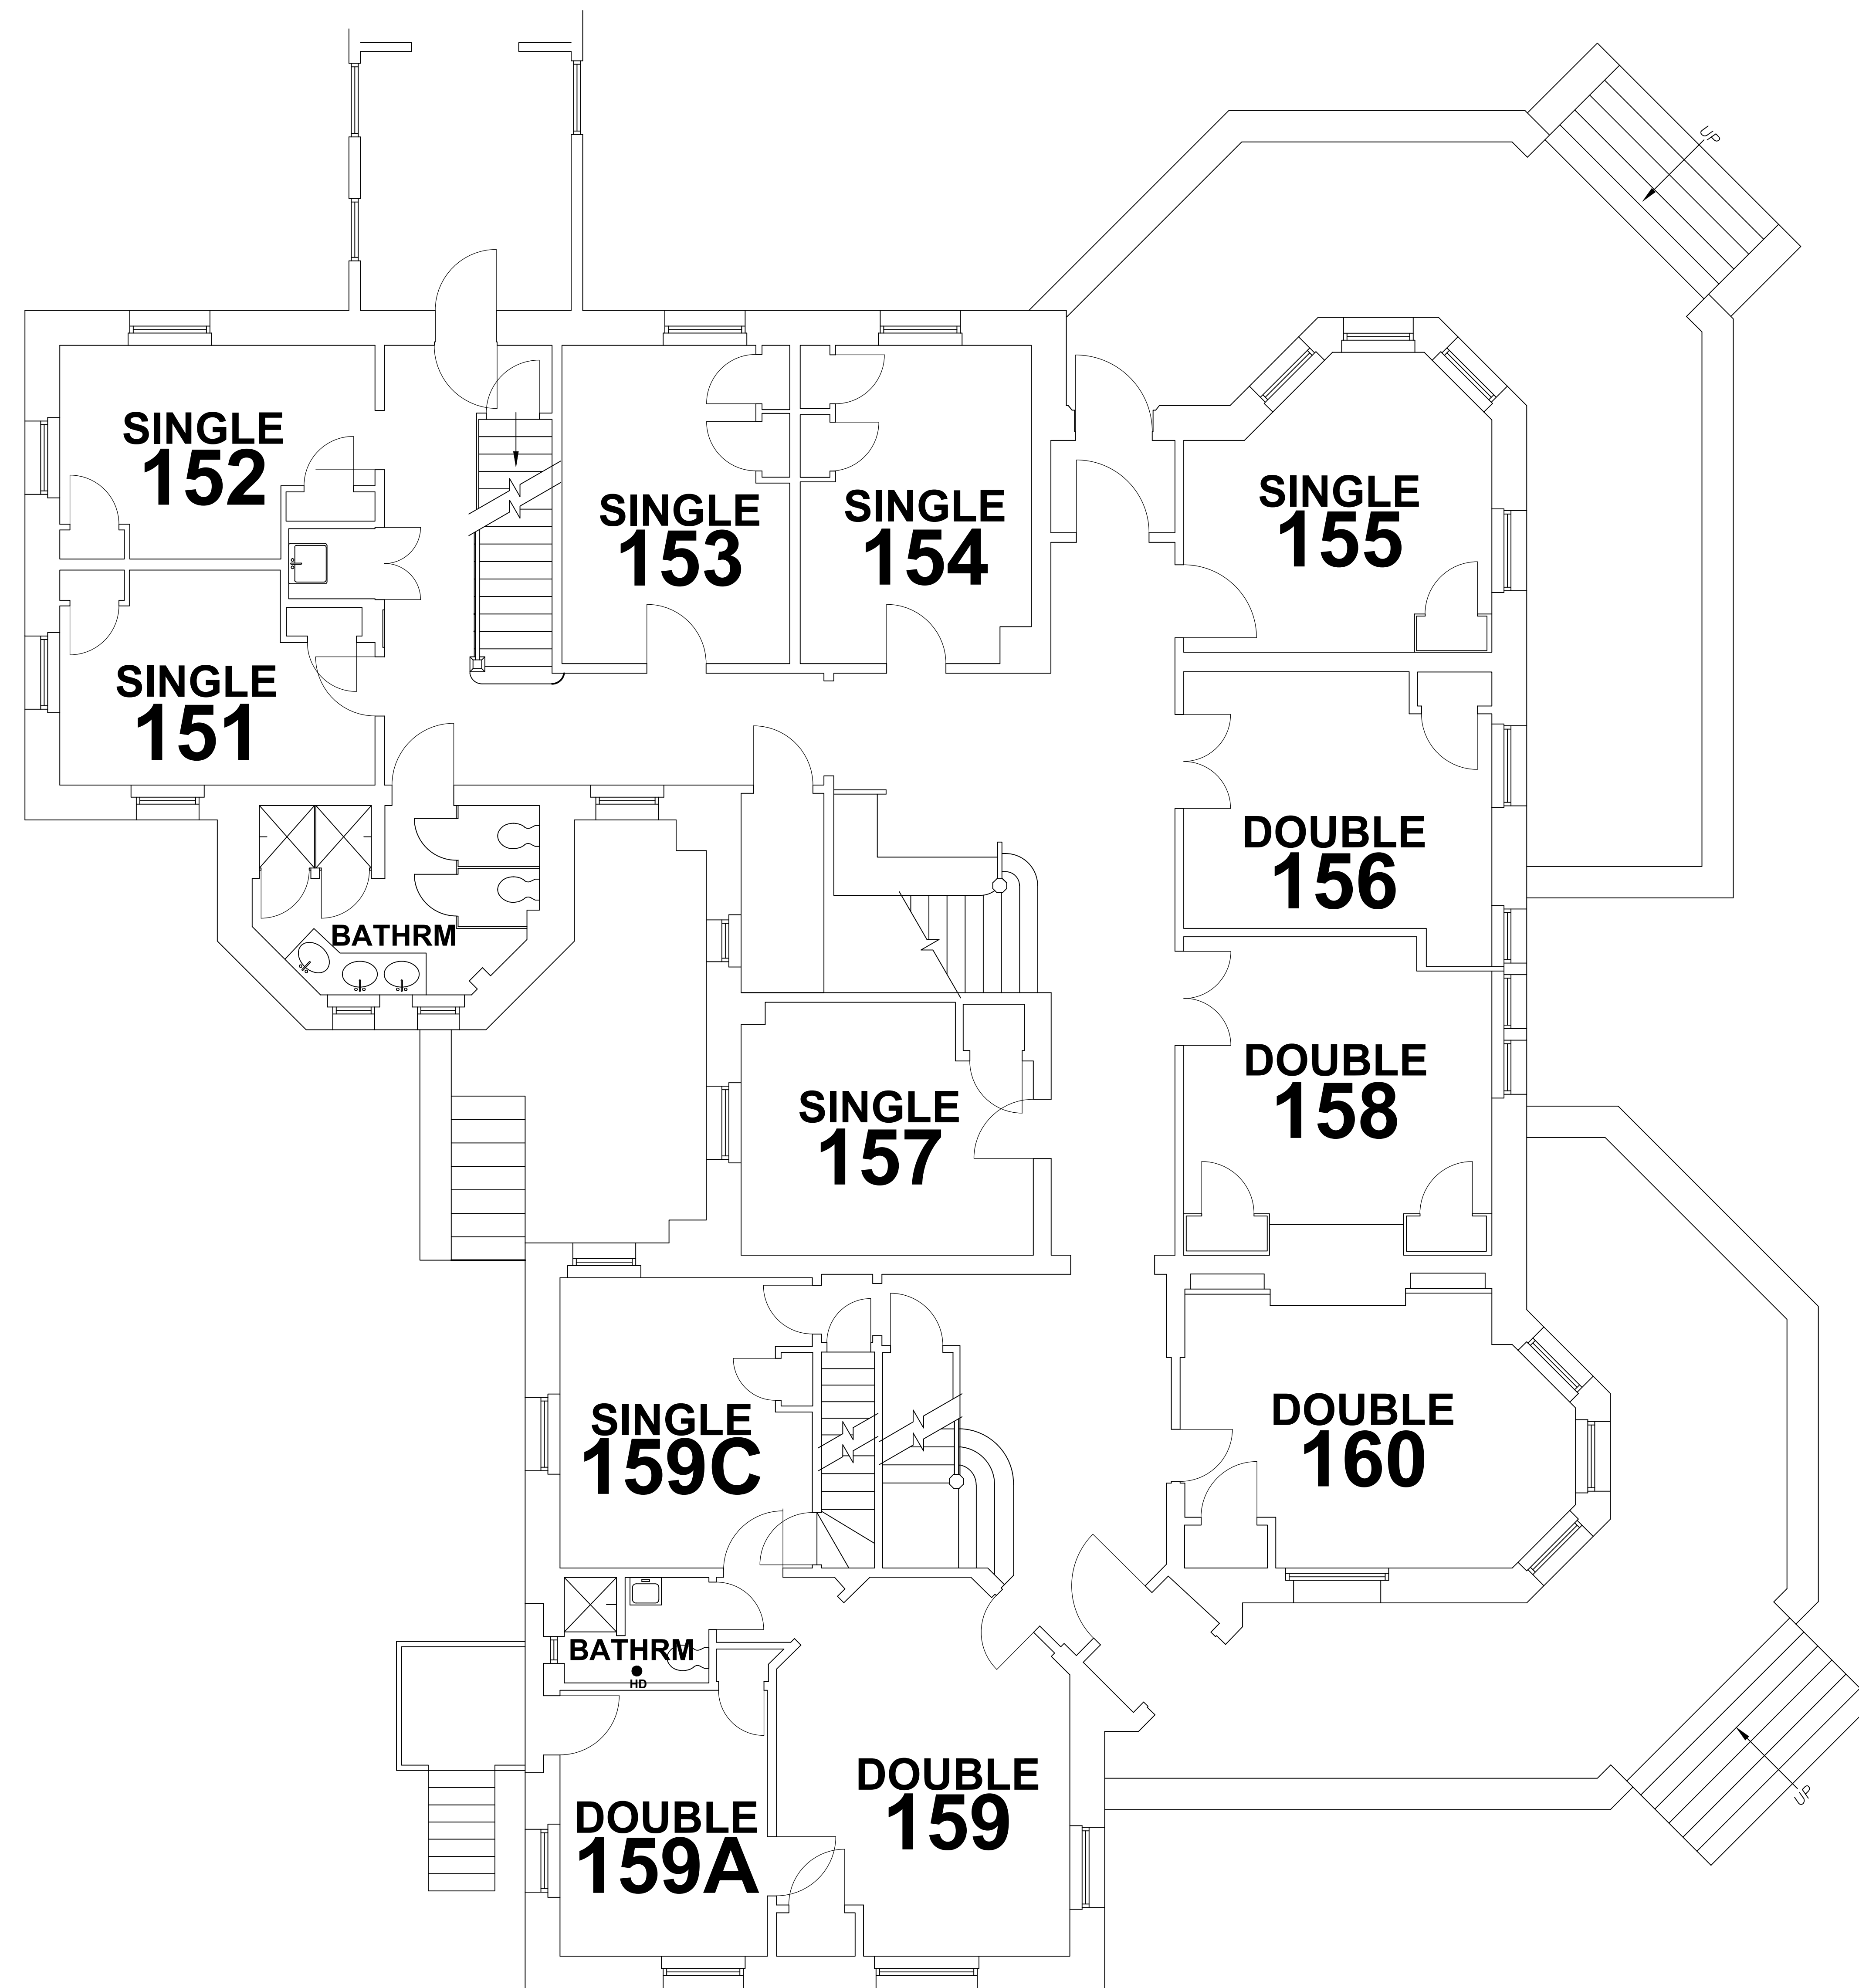 UP
SINGLE
152
SINGLE
153
SINGLE
154
SINGLE
155
SINGLE
151
DOUBLE
156
BATHRM
DOUBLE
158
SINGLE
157
SINGLE
159C
DOUBLE
160
BATHRM
HD
DOUBLE
159
DOUBLE
159A
UP